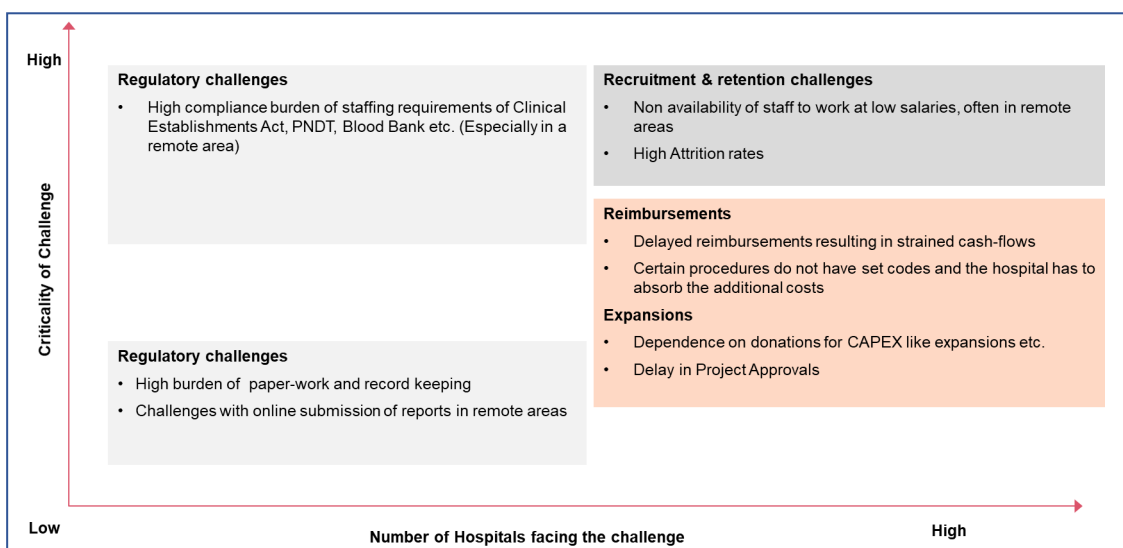 High
Criticality of Challenge
Regulatory challenges
• High compliance burden of staffing requirements of Clinical
Establishments Act, PNDT, Blood Bank etc. (Especially in a
remote area)
Recruitment & retention challenges
• Non availability of staff to work at low salaries, often in remote
areas
• High Attrition rates
Reimbursements
• Delayed reimbursements resulting in strained cash-flows
• Certain procedures do not have set codes and the hospital has to
absorb the additional costs
Expansions
• Dependence on donations for CAPEX like expansions etc.
• Delay in Project Approvals
Regulatory challenges
• High burden of paper-work and record keeping
• Challenges with online submission of reports in remote areas
Low
Number of Hospitals facing the challenge
High